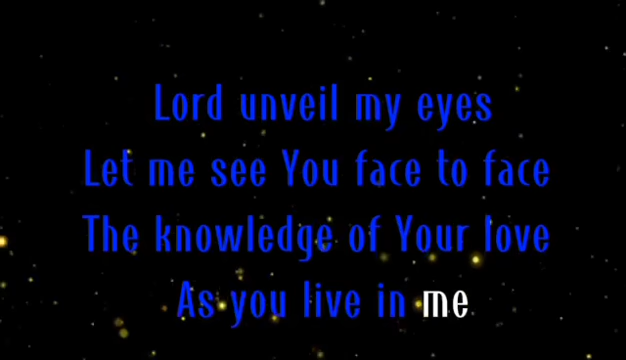 Lord unveil my eyes
Let me see You face to face
The knowledge of Your love
As you live in me